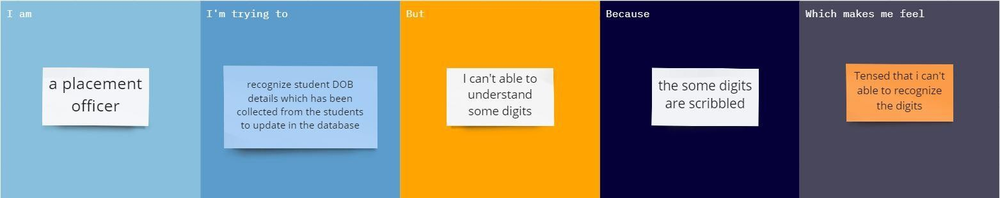 I am
a placement
officer
I'm trying to
recognize student DOB
details which has been
collected from the students
to update in the database
But
I can't able to
understand
some digits
Because
the some digits
are scribbled
Which makes me feel
Tensed that i can't
able to recognize
the digits